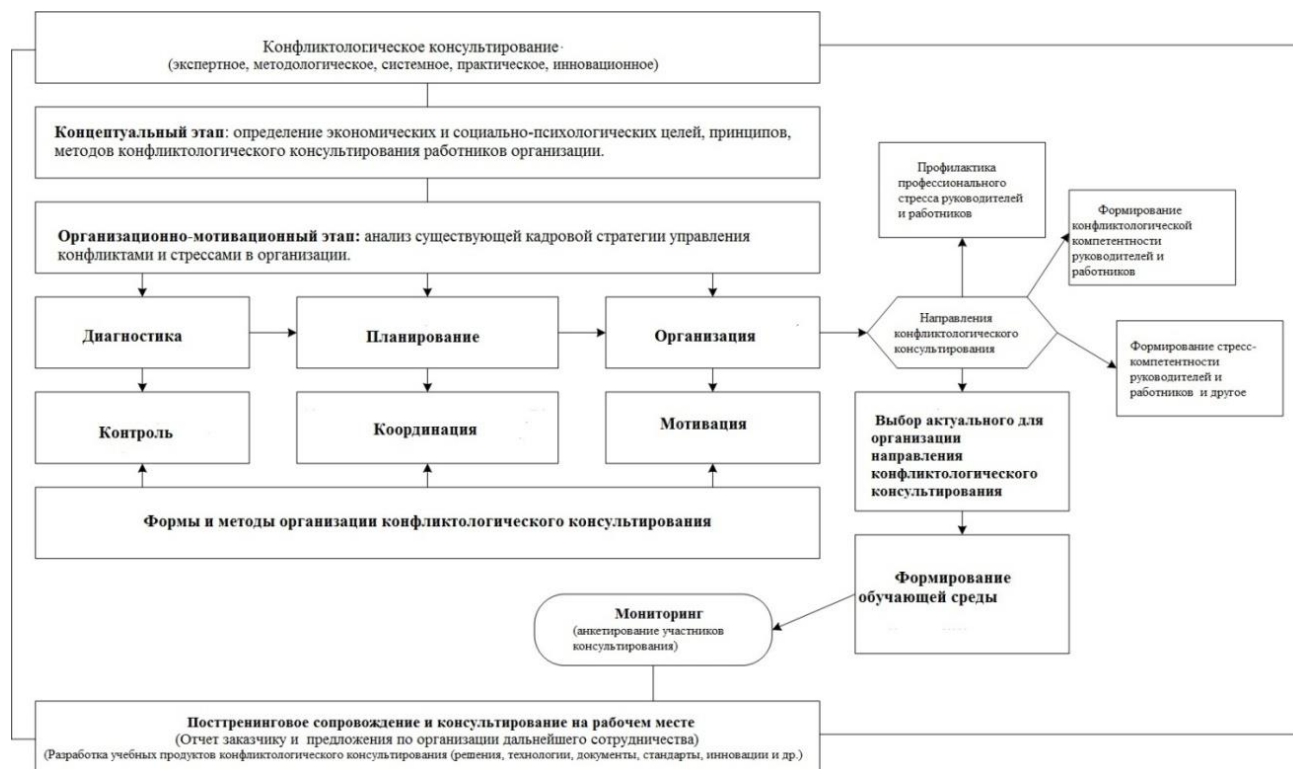 Конфликтологическое консультирование
(экспертное, методологическое, системное, практическое, инновационное)
Концептуальный этап: определение экономических и социально-психологических целей, принципов,
методов конфликтологического консультирования работников организации.
Организационно-мотивационный этап: анализ существующей кадровой стратегии управления
конфликтами и стрессами в организации.
Профилактика
профессионального
стресса руководителей
и работников
Формирование
конфликтологической
компетентности
руководителей и
работников
Диагностика
Планирование
Организация
Направления
конфликтологического
консультирования
Формирование стресс-
компетентности
руководителей и
работников и другое
Контроль
Координация
Мотивация
Выбор актуального для
организации
направления
конфликтологического
консультирования
Формы и методы организации конфликтологического консультирования
Формирование
обучающей среды
Мониторинг
(анкетирование участников
консультирования)
Посттренинговое сопровождение и консультирование на рабочем месте
(Отчет заказчику и предложения по организации дальнейшего сотрудничества)
(Разработка учебных продуктов конфликтологического консультирования (решения, технологии, документы, стандарты, инновации и др.)